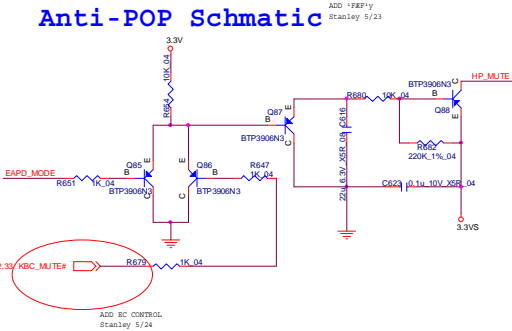 Anti-POP Schmatic
Stanley 5/23
3.3V
10K_04
R654
Q87
B
E
C
BTP3906N3
R680
10K_04
C616
22u_6.3V_X5R_08
BTP3906N3
B
C
E
Q88
HP_MUTE
R682
220K_1%_04
C623
0.1u_10V_X5R_04
3.3VS
EAPD_MODE
R651
1K_04
Q85
B
E
C
BTP3906N3
Q86
E
B
C
BTP3906N3
R647
1K_04
KBC_MUTE#
R679
1K_04
ADD EC CONTROL
Stanley 5/24